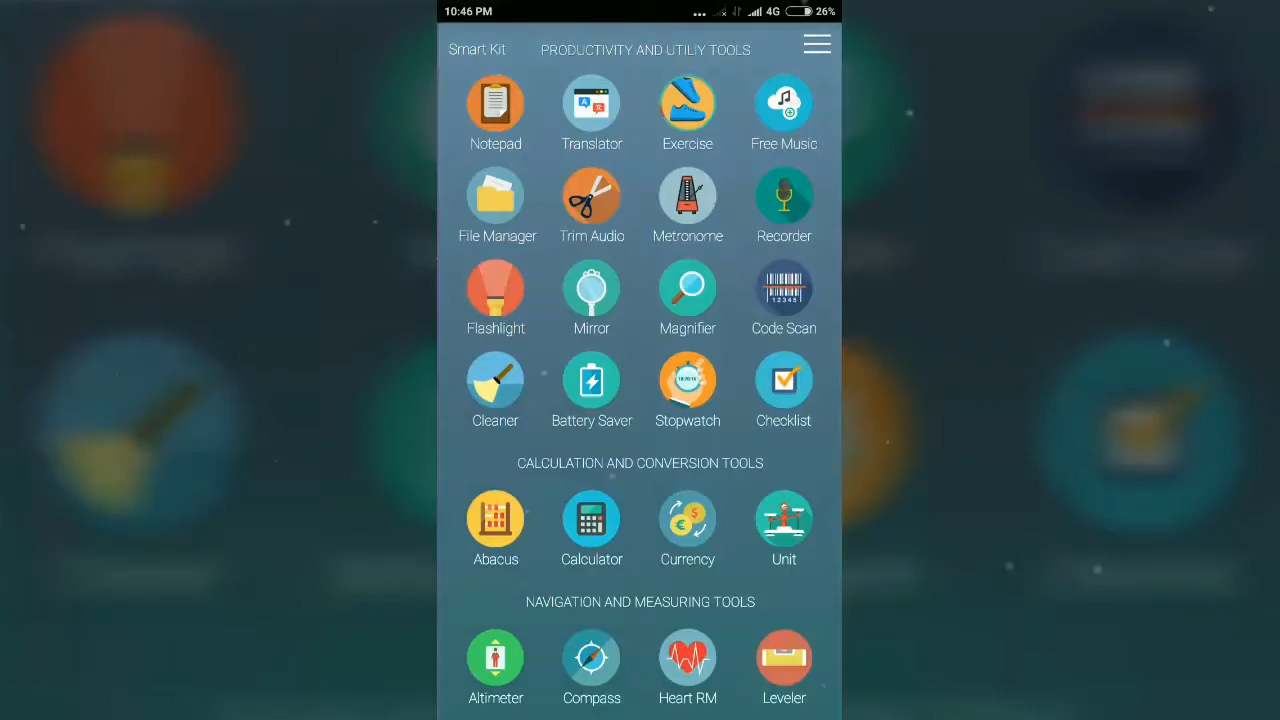 10:46 PM ... 4G 26%
Smart Kit PRODUCTIVITY AND UTILIY TOOLS
Notepad Translator Exercise Free Music
File Manager Trim Audio Metronome Recorder
12345
Flashlight Mirror Magnifier Code Scan
Cleaner Battery Saver Stopwatch Checklist
CALCULATION AND CONVERSION TOOLS
Abacus Calculator Currency Unit
NAVIGATION AND MEASURING TOOLS
Altimeter Compass Heart RM Leveler